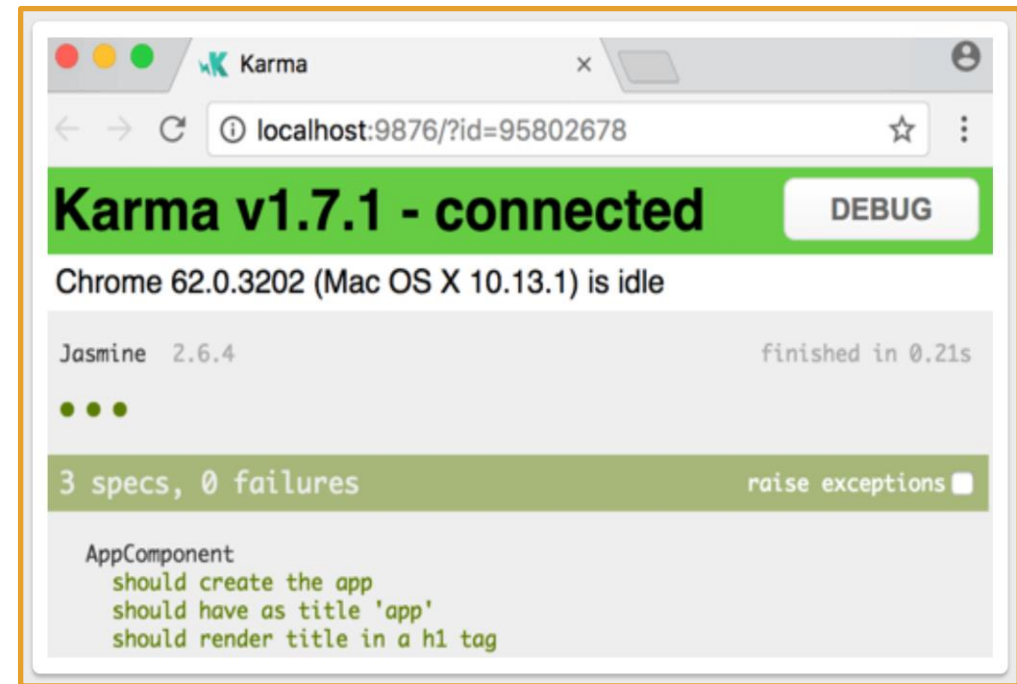 Karma
localhost:9876/?id=95802678
Karma v1.7.1 - connected DEBUG
Chrome 62.0.3202 (Mac OS X 10.13.1) is idle
Jasmine 2.6.4 finished in 0.21s
3 specs, 0 failures raise exceptions
AppComponent
should create the app
should have as title 'app'
should render title in a h1 tag